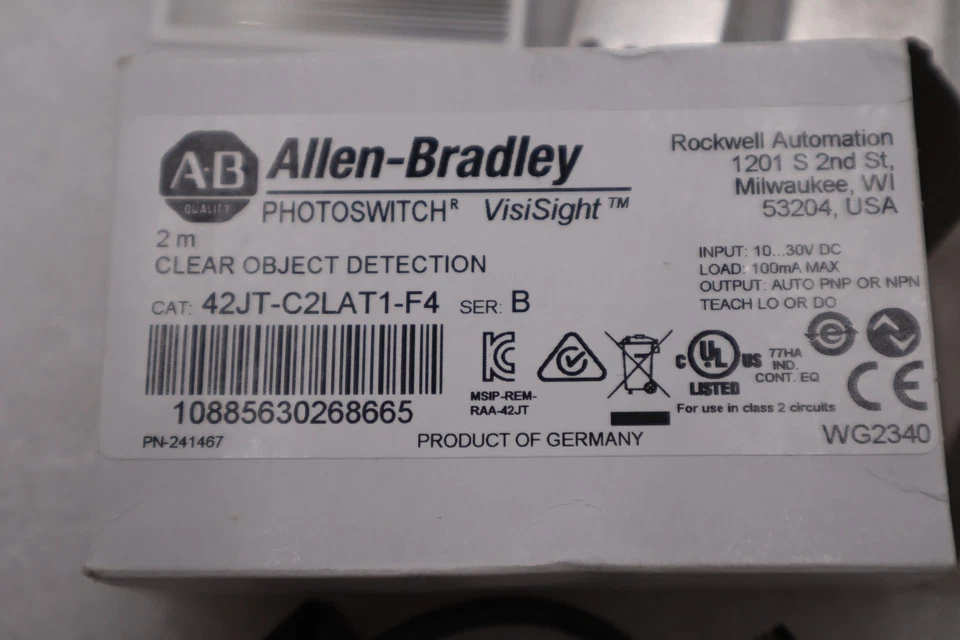 A·B
QUALITY
Allen-Bradley
PHOTOSWITCHᴿ VisiSight™
2 m
CLEAR OBJECT DETECTION
CAT: 42JT-C2LAT1-F4 SER: B
10885630268665
PN-241467
Rockwell Automation
1201 S 2nd St,
Milwaukee, WI
53204, USA
INPUT: 10...30V DC
LOAD: 100mA MAX
OUTPUT: AUTO PNP OR NPN
TEACH LO OR DO
MSIP-REM-
RAA-42JT
c UL US
LISTED
77HA
IND.
CONT. EQ
For use in class 2 circuits
CE
PRODUCT OF GERMANY
WG2340